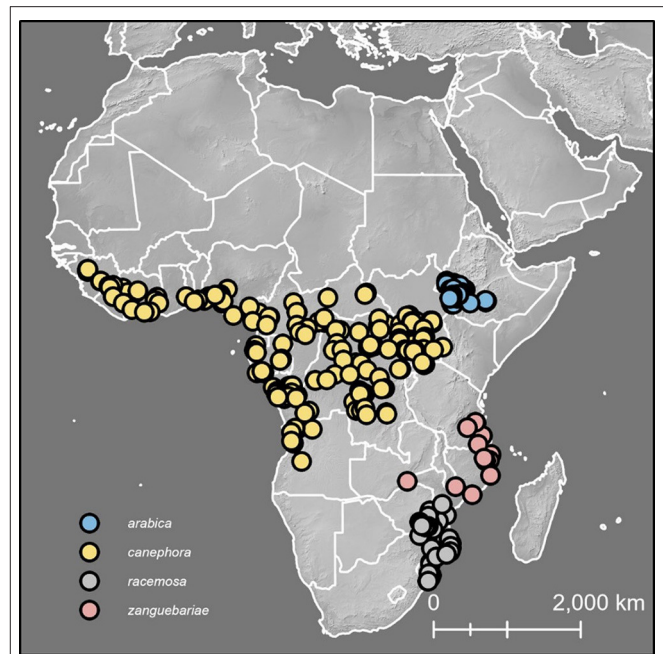 arabica
canephora
racemosa
zanguebariae
0 2,000 km